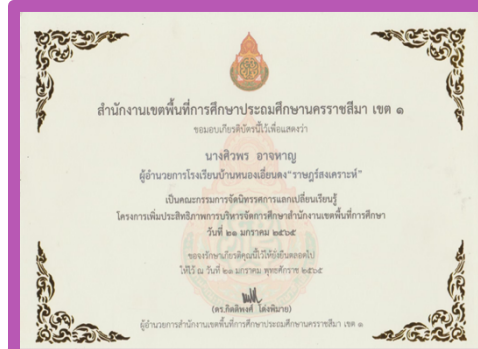 สำนักงานเขตพื้นที่การศึกษาประถมศึกษานครราชสีมา เขต ๑
ขอมอบเกียรติบัตรนี้ไว้เพื่อแสดงว่า
นางศิวพร อาจหาญ
ผู้อำนวยการโรงเรียนบ้านหนองเอี่ยนดง"ราษฎร์สงเคราะห์"
เป็นคณะกรรมการจัดนิทรรศการแลกเปลี่ยนเรียนรู้
โครงการเพิ่มประสิทธิภาพการบริหารจัดการศึกษาสำนักงานเขตพื้นที่การศึกษา
วันที่ ๒๑ มกราคม ๒๕๖๕
ขอจงรักษาเกียรติคุณนี้ไว้ให้ยั่งยืนตลอดไป
ให้ไว้ ณ วันที่ ๒๑ มกราคม พุทธศักราช ๒๕๖๕
(ดร.กิตติพงศ์ โด่งพิมาย)
ผู้อำนวยการสำนักงานเขตพื้นที่การศึกษาประถมศึกษานครราชสีมา เขต ๑